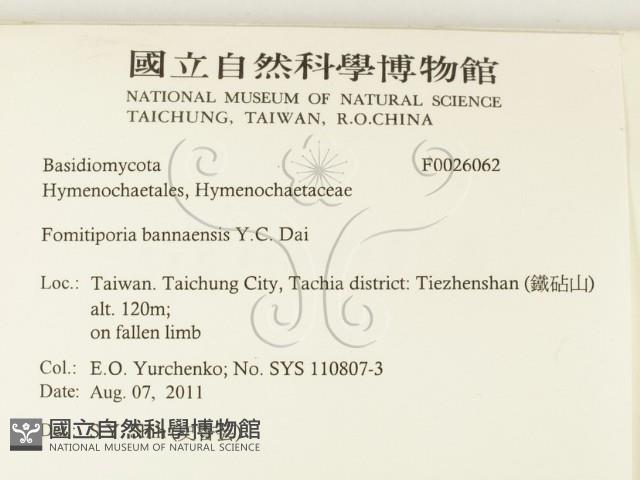 國立自然科學博物館
NATIONAL MUSEUM OF NATURAL SCIENCE
TAICHUNG, TAIWAN, R.O.CHINA
Basidiomycota F0026062
Hymenochaetales, Hymenochaetaceae
Fomitiporia bannaensis Y.C. Dai
Loc.: Taiwan. Taichung City, Tachia district: Tiezhenshan (鐵砧山)
alt. 120m;
on fallen limb
Col.: E.O. Yurchenko; No. SYS 110807-3
Date: Aug. 07, 2011
國立自然科學博物館
NATIONAL MUSEUM OF NATURAL SCIENCE